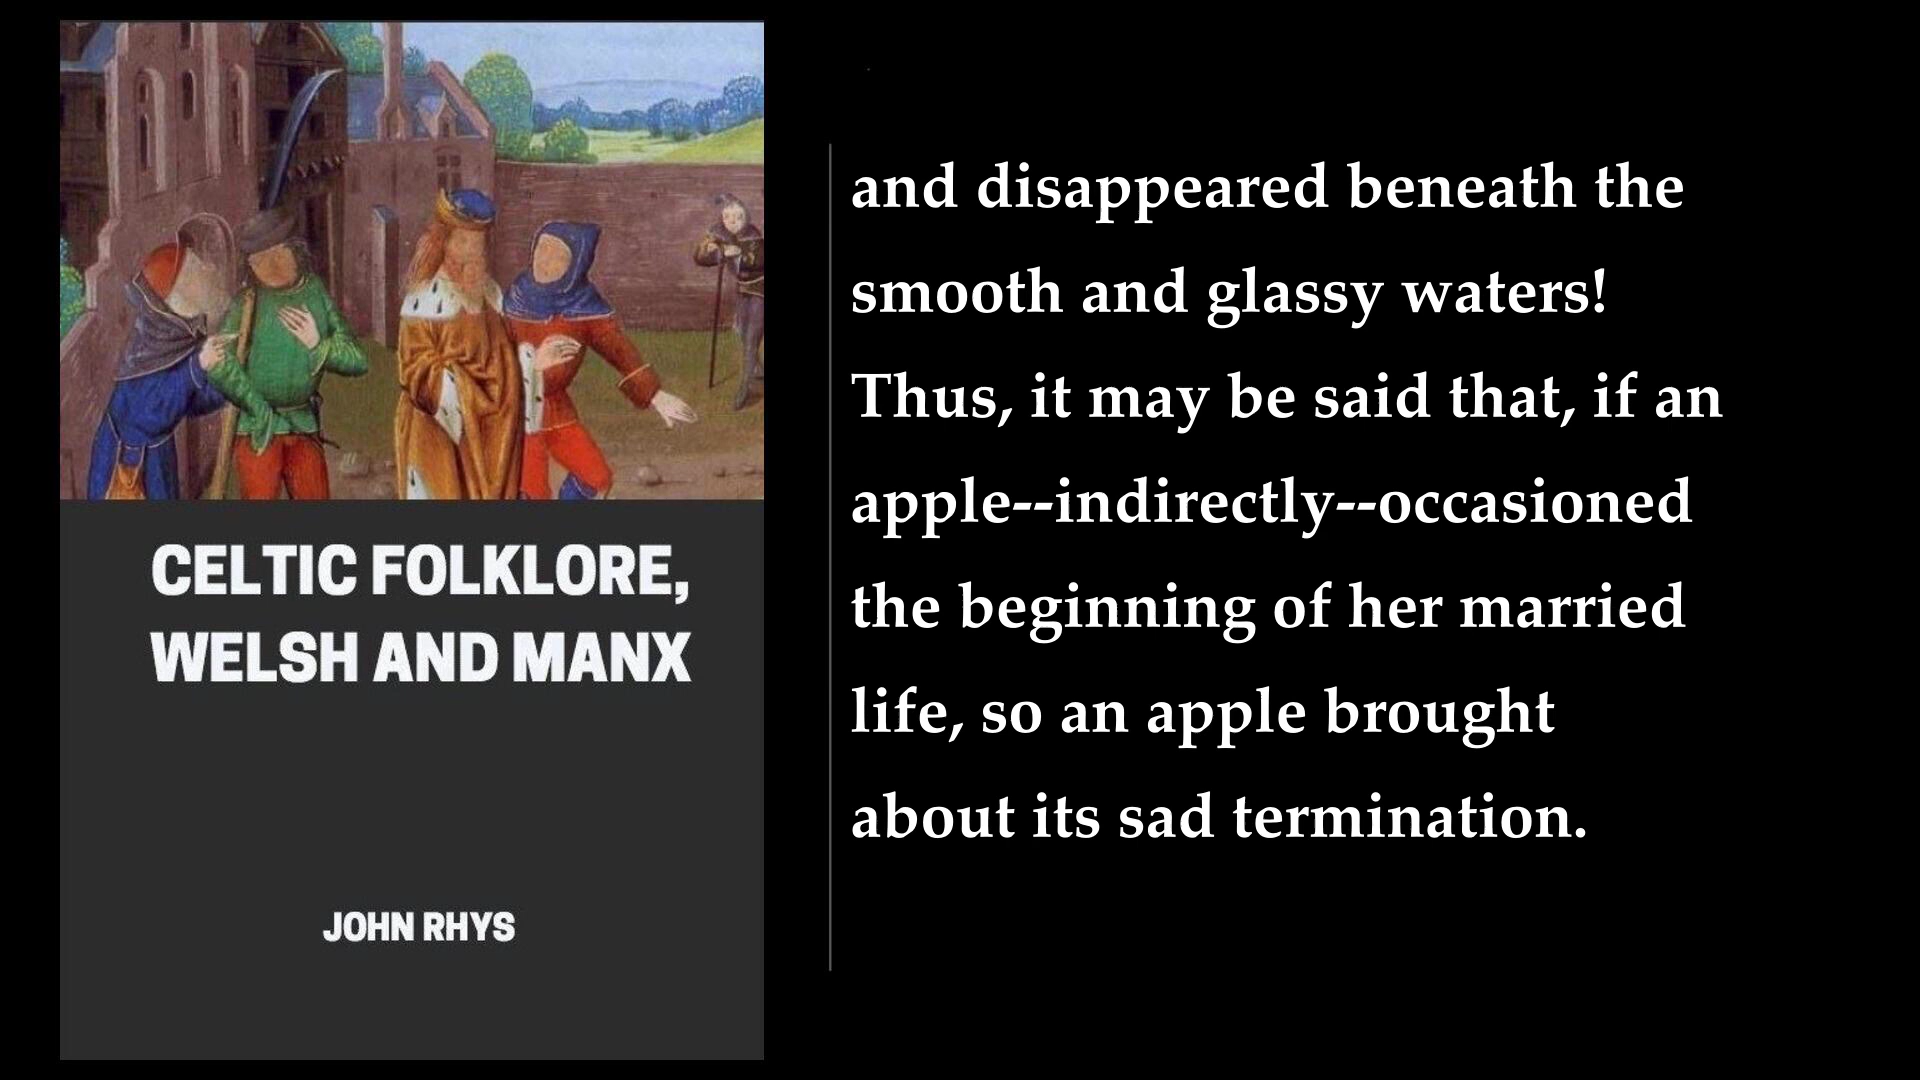 CELTIC FOLKLORE,
WELSH AND MANX
JOHN RHYS
and disappeared beneath the
smooth and glassy waters!
Thus, it may be said that, if an
apple--indirectly--occasioned
the beginning of her married
life, so an apple brought
about its sad termination.